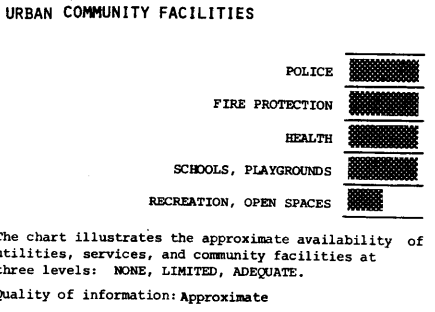 URBAN COMMUNITY FACILITIES
POLICE
FIRE PROTECTION
HEALTH
SCHOOLS, PLAYGROUNDS
RECREATION, OPEN SPACES
The chart illustrates the approximate availability of
utilities, services, and community facilities at
three levels: NONE, LIMITED, ADEQUATE.
Quality of information: Approximate